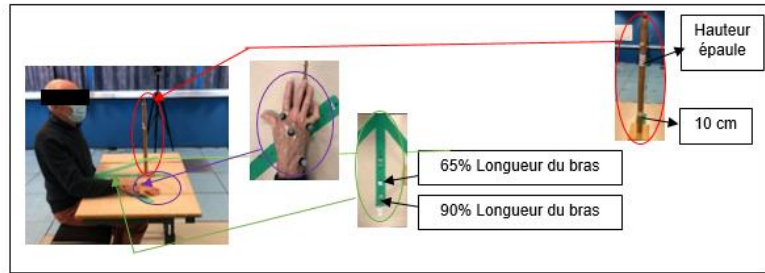 Hauteur
épaule
10 cm
65% Longueur du bras
90% Longueur du bras